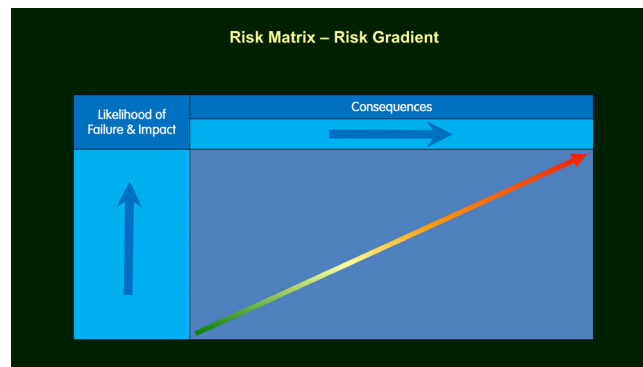 Risk Matrix – Risk Gradient
Likelihood of
Failure & Impact
Consequences